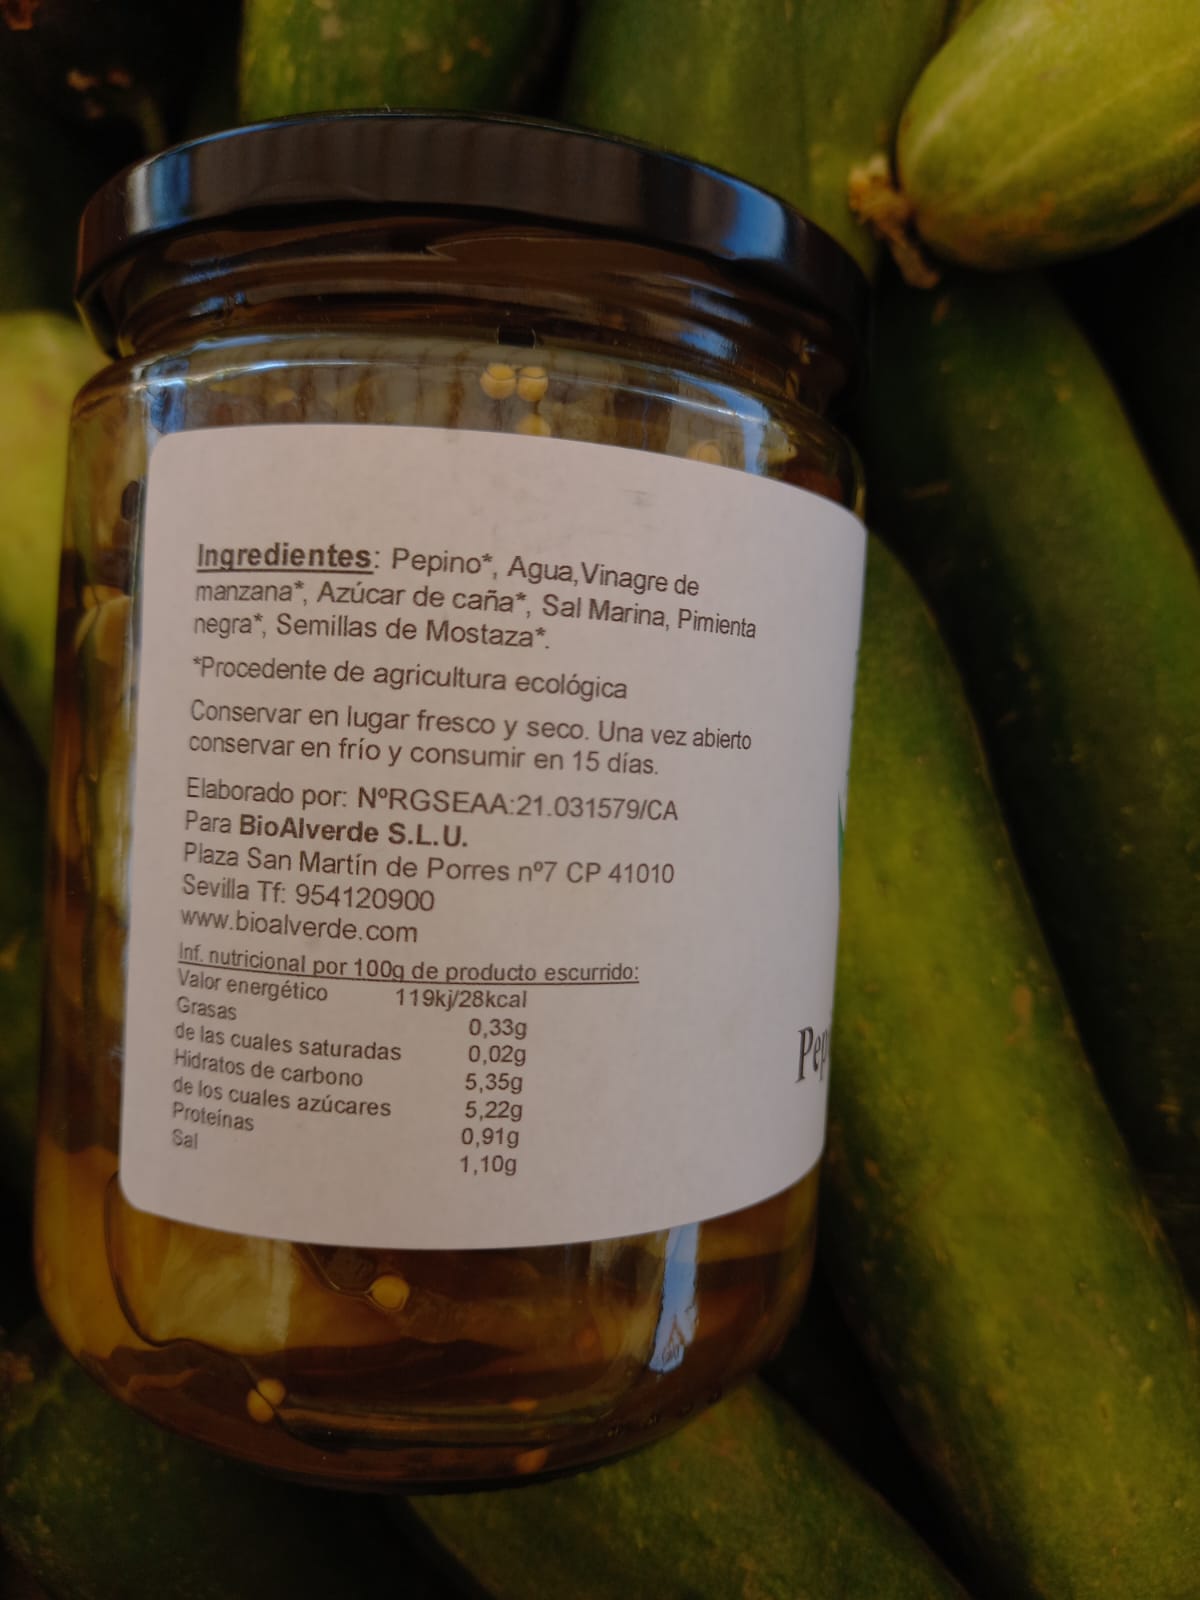 Ingredientes: Pepino*, Agua, Vinagre de
manzana*, Azúcar de caña*, Sal Marina, Pimienta
negra*, Semillas de Mostaza*.
*Procedente de agricultura ecológica
Conservar en lugar fresco y seco. Una vez abierto
conservar en frío y consumir en 15 días.
Elaborado por: NºRGSEAA:21.031579/CA
Para BioAlverde S.L.U.
Plaza San Martín de Porres nº7 CP 41010
Sevilla Tf: 954120900
www.bioalverde.com
Inf. nutricional por 100g de producto escurrido:
Valor energético 119kj/28kcal
Grasas 0,33g
de las cuales saturadas 0,02g
Hidratos de carbono 5,35g
de los cuales azúcares 5,22g
Proteínas 0,91g
Sal 1,10g